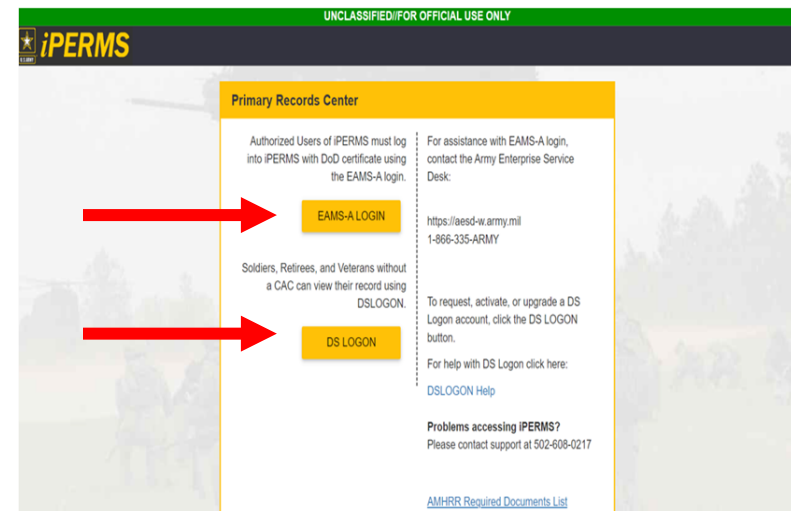 UNCLASSIFIED//FOR OFFICIAL USE ONLY
iPERMS
Primary Records Center
Authorized Users of iPERMS must log
into iPERMS with DoD certificate using
the EAMS-A login.
EAMS-A LOGIN
Soldiers, Retirees, and Veterans without
a CAC can view their record using
DSLOGON.
DS LOGON
For assistance with EAMS-A login,
contact the Army Enterprise Service
Desk:
https://aesd-w.army.mil
1-866-335-ARMY
To request, activate, or upgrade a DS
Logon account, click the DS LOGON
button.
For help with DS Logon click here:
DSLOGON Help
Problems accessing iPERMS?
Please contact support at 502-608-0217
AMHRR Required Documents List